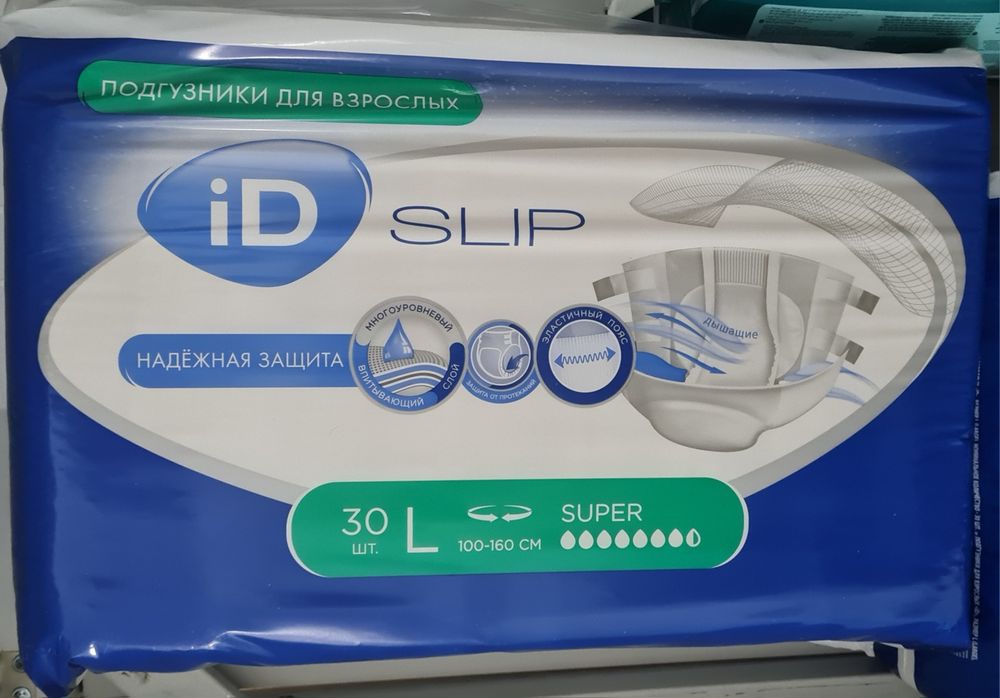 ПОДГУЗНИКИ ДЛЯ ВЗРОСЛЫХ
iD SLIP
НАДЁЖНАЯ ЗАЩИТА
МНОГОУРОВНЕВЫЙ
ВПИТЫВАЮЩИЙ СЛОЙ
ЗАЩИТА ОТ ПРОТЕКАНИЙ
ЭЛАСТИЧНЫЙ ПОЯС
дышащие
30
ШТ.
L
100-160 СМ
SUPER